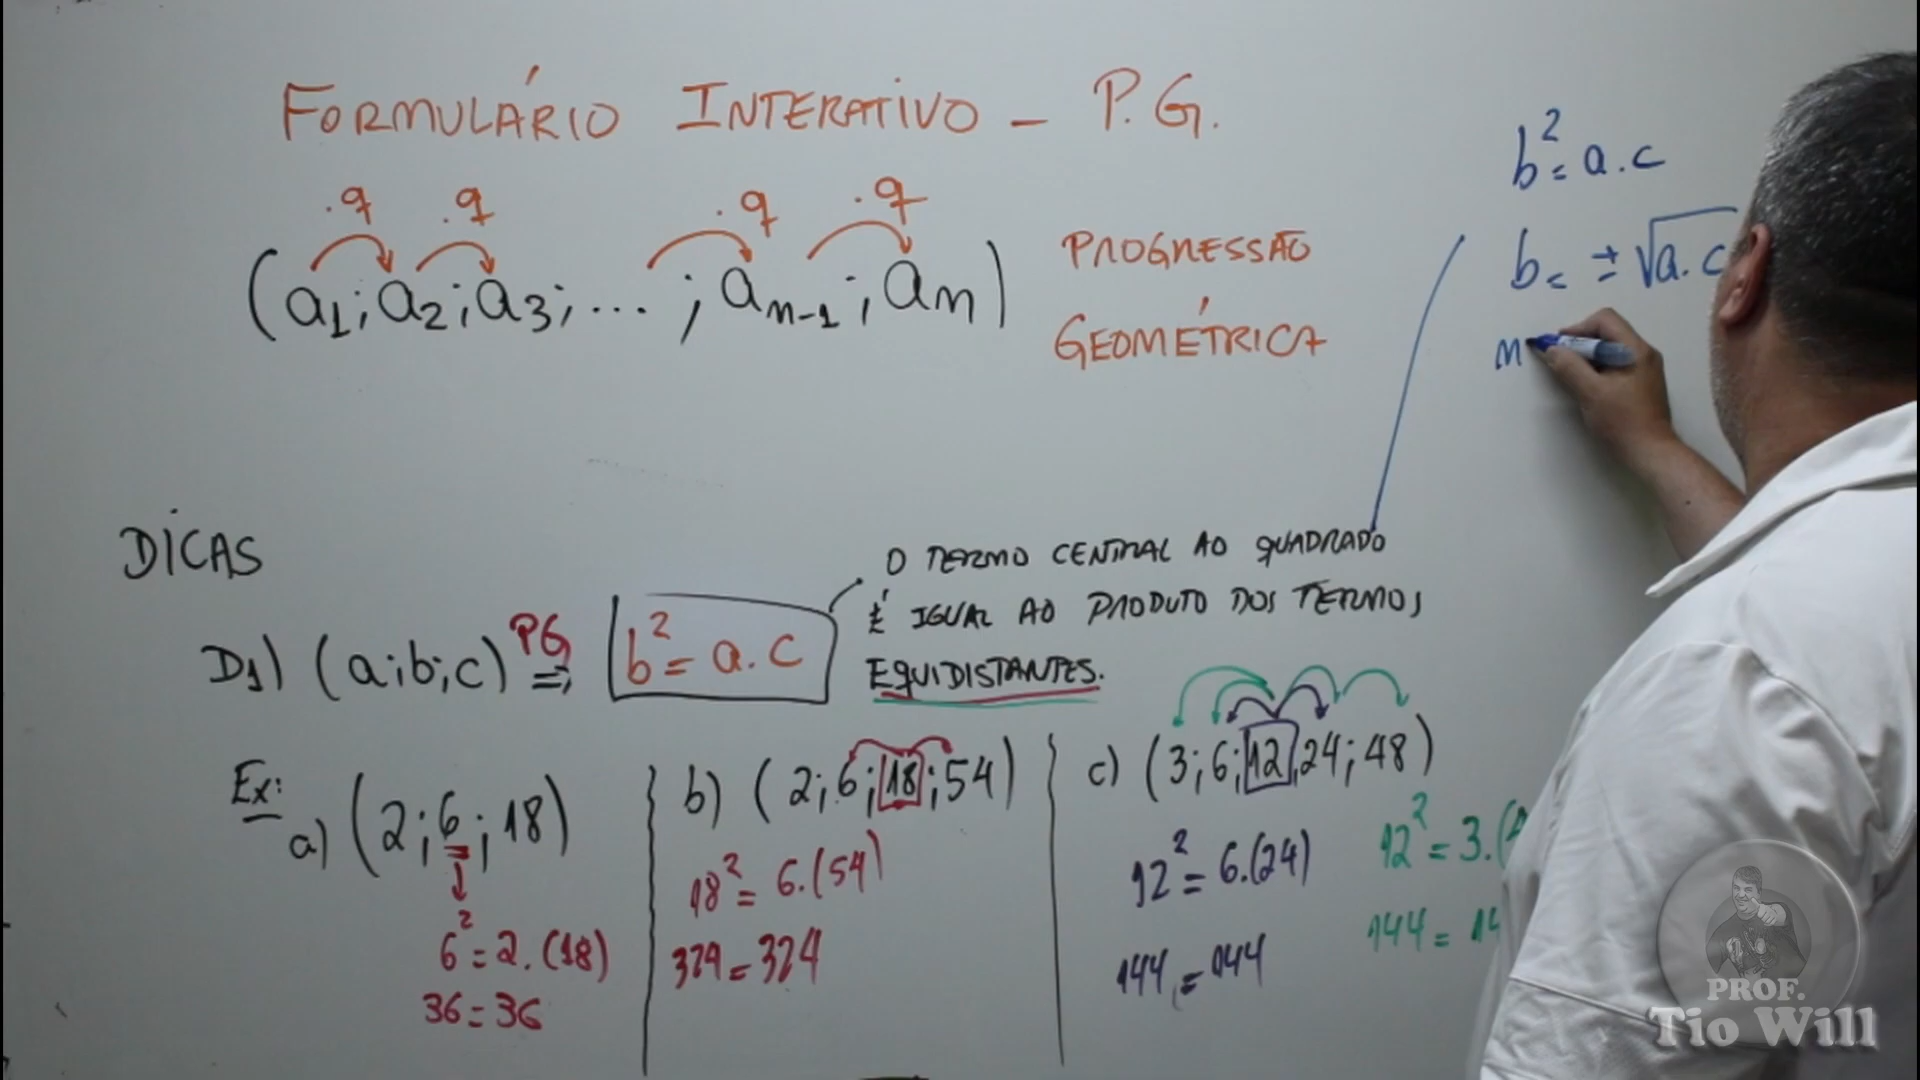 FORMULÁRIO INTERATIVO - P.G.
.q .q .q .q
(a₁; a₂; a₃; ... ; aₙ₋₁; aₙ)
PROGRESSÃO
GEOMÉTRICA
b² = a.c
b = ± √a.c
m
DICAS
D1) (a; b; c) PG ⇒ b² = a.c
O TERMO CENTRAL AO QUADRADO
É IGUAL AO PRODUTO DOS TERMOS
EQUIDISTANTES.
Ex:
a) (2; 6; 18)
6² = 2.(18)
36 = 36
b) (2; 6; 18; 54)
18² = 6.(54)
324 = 324
c) (3; 6; 12, 24; 48)
12² = 6.(24)
144 = 144
12² = 3.(
144 = 14
PROF.
Tio Will